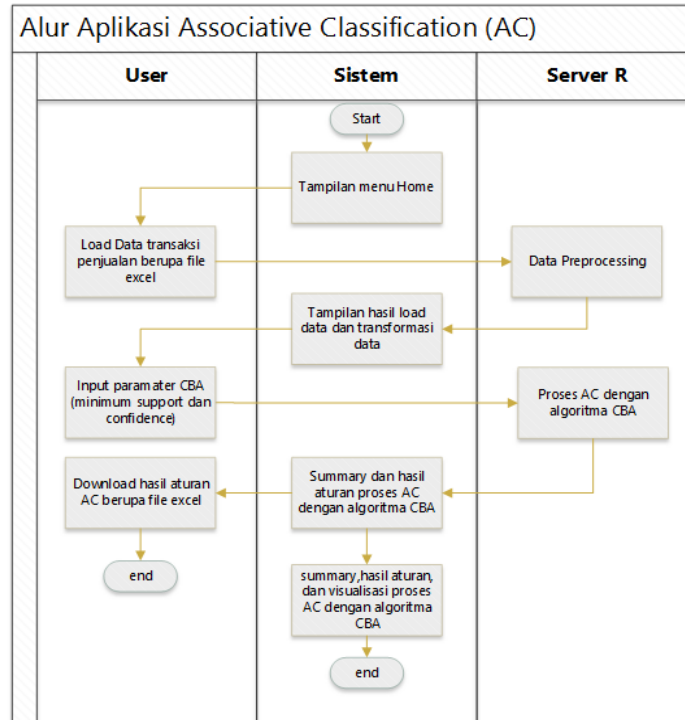 Alur Aplikasi Associative Classification (AC)
User
Sistem
Server R
Start
Tampilan menu Home
Load Data transaksi
penjualan berupa file
excel
Data Preprocessing
Tampilan hasil load
data dan transformasi
data
Input paramater CBA
(minimum support dan
confidence)
Proses AC dengan
algoritma CBA
Summary dan hasil
aturan proses AC
dengan algoritma CBA
Download hasil aturan
AC berupa file excel
end
summary,hasil aturan,
dan visualisasi proses
AC dengan algoritma
CBA
end